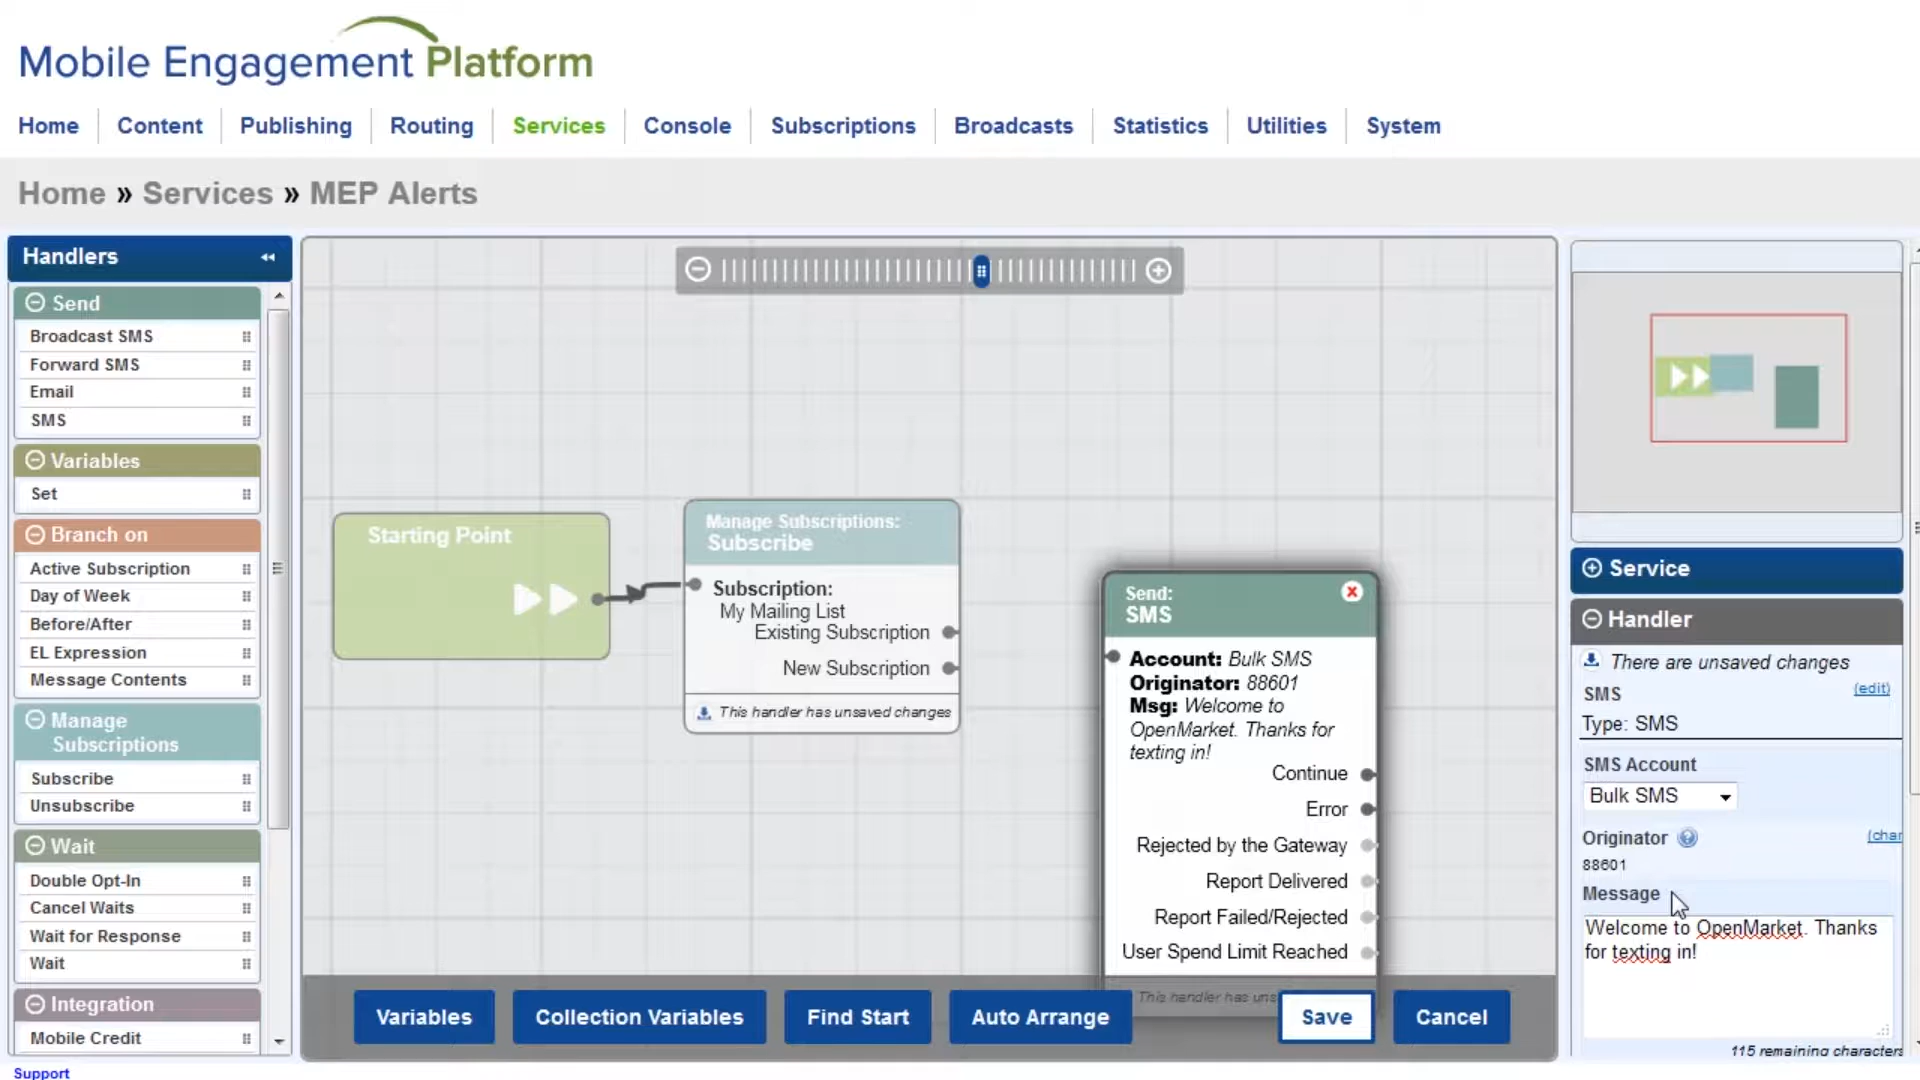 Mobile Engagement Platform
Home Content Publishing Routing Services Console Subscriptions Broadcasts Statistics Utilities System
Home » Services » MEP Alerts
Handlers
Send
Broadcast SMS
Forward SMS
Email
SMS
Variables
Set
Branch on
Active Subscription
Day of Week
Before/After
EL Expression
Message Contents
Manage
Subscriptions
Subscribe
Unsubscribe
Wait
Double Opt-In
Cancel Waits
Wait for Response
Wait
Integration
Mobile Credit
Support
Starting Point
Manage Subscriptions:
Subscribe
Subscription:
My Mailing List
Existing Subscription
New Subscription
This handler has unsaved changes
Send:
SMS
Account: Bulk SMS
Originator: 88601
Msg: Welcome to
OpenMarket. Thanks for
texting in!
Continue
Error
Rejected by the Gateway
Report Delivered
Report Failed/Rejected
User Spend Limit Reached
This handler has uns
Variables Collection Variables Find Start Auto Arrange Save Cancel
Service
Handler
There are unsaved changes
SMS (edit)
Type: SMS
SMS Account
Bulk SMS
Originator (char
88601
Message
Welcome to OpenMarket. Thanks
for texting in!
115 remaining characters